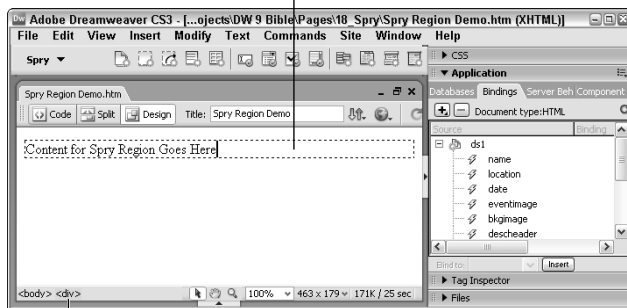 Adobe Dreamweaver CS3 - [...ojects\DW 9 Bible\Pages\18_Spry\Spry Region Demo.htm (XHTML)]
File Edit View Insert Modify Text Commands Site Window Help
Spry
CSS
Application
Databases Bindings Server Beh Component
Document type:HTML
Source Binding
ds1
name
location
date
eventimage
bkgimage
descheader
Bind to: Insert
Tag Inspector
Files
Spry Region Demo.htm
Code Split Design Title: Spry Region Demo
Content for Spry Region Goes Here
<body> <div> 100% 463 x 179 171K / 25 sec